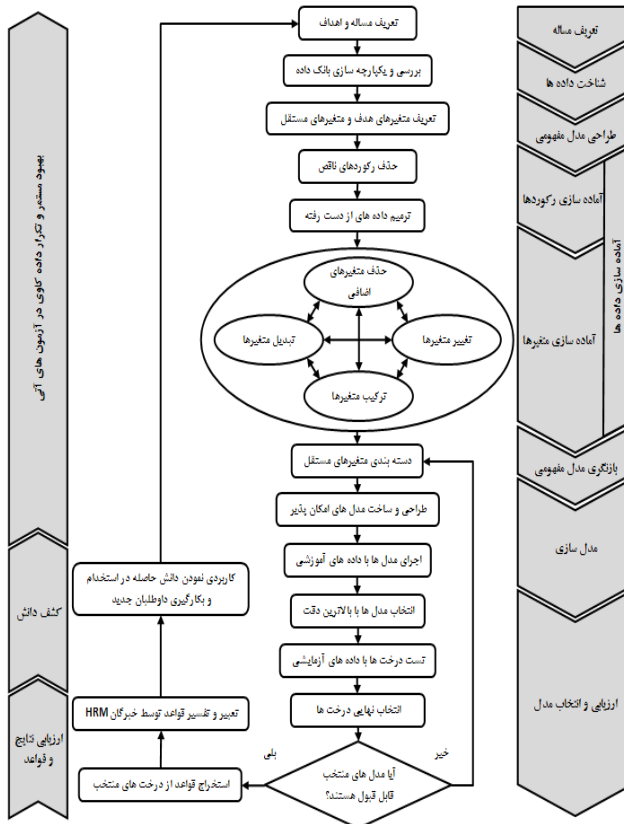 تعریف مساله
شناخت داده ها
طراحی مدل مفهومی
آماده سازی رکوردها
آماده سازی متغیرها
آماده سازی داده ها
بازنگری مدل مفهومی
مدل سازی
ارزیابی و انتخاب مدل
تعریف مساله و اهداف
بررسی و یکپارچه سازی بانک داده
تعریف متغیرهای هدف و متغیرهای مستقل
حذف رکوردهای ناقص
ترمیم داده های از دست رفته
حذف متغیرهای
اضافی
تغییر متغیرها
تبدیل متغیرها
ترکیب متغیرها
دسته بندی متغیرهای مستقل
طراحی و ساخت مدل های امکان پذیر
اجرای مدل ها با داده های آموزشی
انتخاب مدل ها با بالاترین دقت
تست درخت ها با داده های آزمایشی
انتخاب نهایی درخت ها
آیا مدل های منتخب
قابل قبول هستند؟
خیر
بلی
استخراج قواعد از درخت های منتخب
تعبیر و تفسیر قواعد توسط خبرگان HRM
کاربردی نمودن دانش حاصله در استخدام
و بکارگیری داوطلبان جدید
بهبود مستمر و تکرار داده کاوی در آزمون های آتی
کشف دانش
ارزیابی نتایج
و قواعد